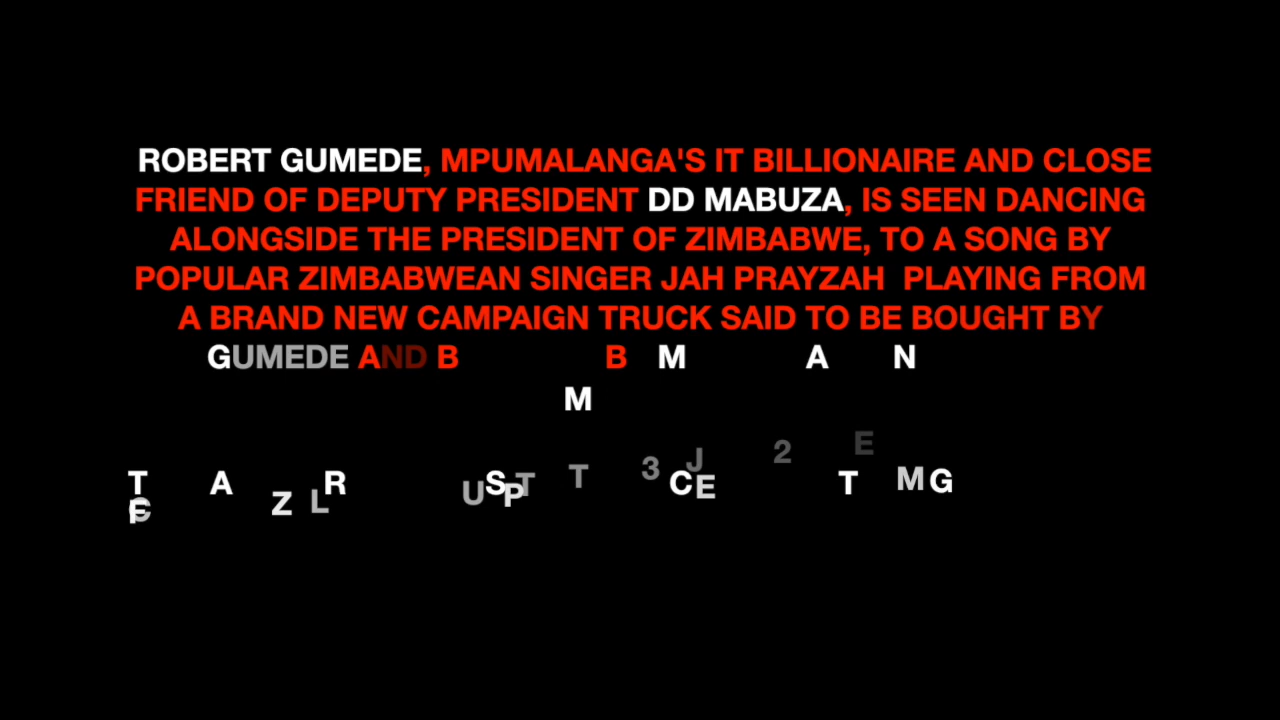 ROBERT GUMEDE, MPUMALANGA'S IT BILLIONAIRE AND CLOSE
FRIEND OF DEPUTY PRESIDENT DD MABUZA, IS SEEN DANCING
ALONGSIDE THE PRESIDENT OF ZIMBABWE, TO A SONG BY
POPULAR ZIMBABWEAN SINGER JAH PRAYZAH PLAYING FROM
A BRAND NEW CAMPAIGN TRUCK SAID TO BE BOUGHT BY
GUMEDE AND B B M A N
M